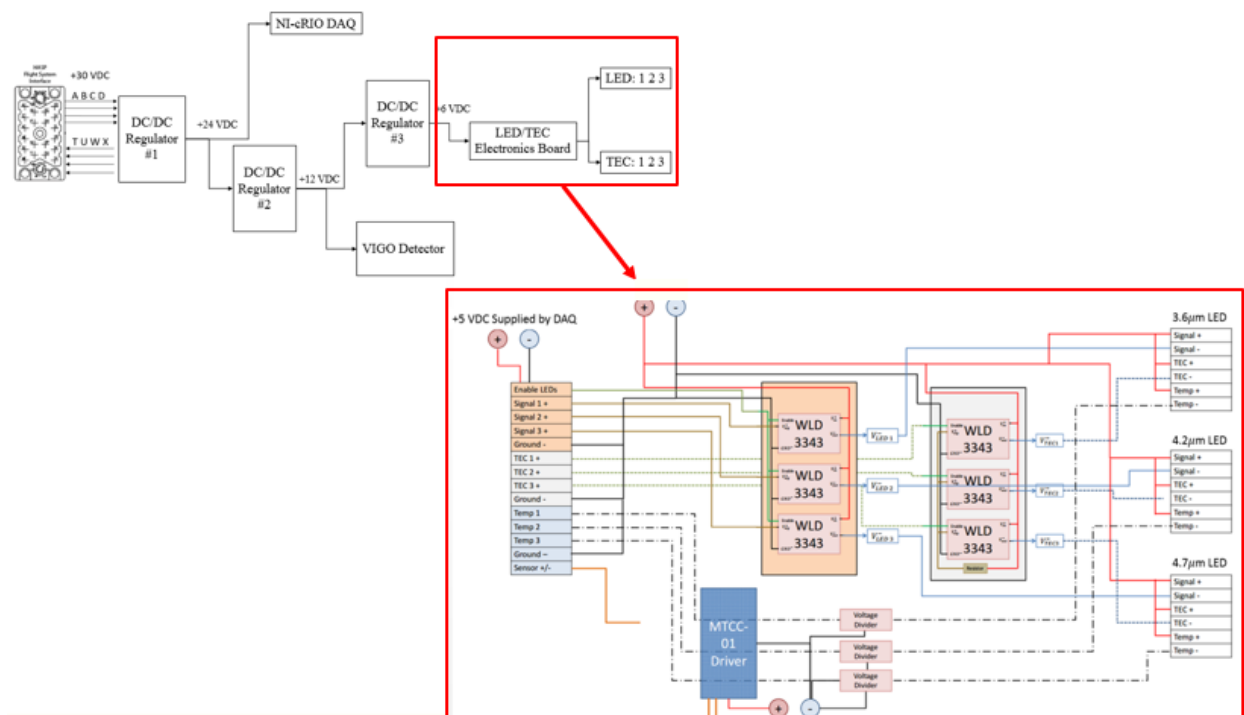 HASP
Flight System
Interface
+30 VDC
A B C D
T U W X
DC/DC
Regulator
#1
+24 VDC
NI-cRIO DAQ
DC/DC
Regulator
#2
+12 VDC
VIGO Detector
DC/DC
Regulator
#3
+6 VDC
LED/TEC
Electronics Board
LED: 1 2 3
TEC: 1 2 3
+5 VDC Supplied by DAQ
+
-
+
-
Enable LEDs
Signal 1 +
Signal 2 +
Signal 3 +
Ground -
TEC 1 +
TEC 2 +
TEC 3 +
Ground -
Temp 1
Temp 2
Temp 3
Ground –
Sensor +/-
WLD
3343
WLD
3343
WLD
3343
WLD
3343
WLD
3343
WLD
3343
Resistor
MTCC-
01
Driver
Voltage
Divider
Voltage
Divider
Voltage
Divider
+
-
3.6µm LED
Signal +
Signal -
TEC +
TEC -
Temp +
Temp -
4.2µm LED
Signal +
Signal -
TEC +
TEC -
Temp +
Temp -
4.7µm LED
Signal +
Signal -
TEC +
TEC -
Temp +
Temp -